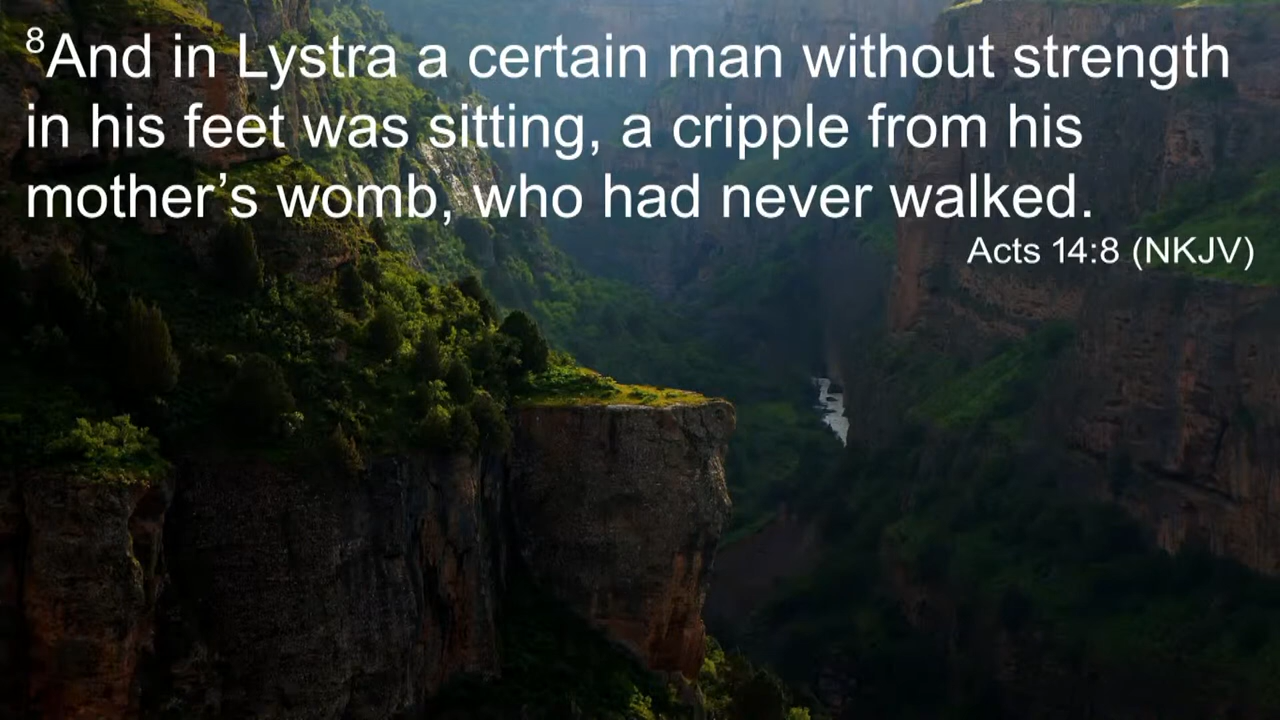 8And in Lystra a certain man without strength
in his feet was sitting, a cripple from his
mother’s womb, who had never walked.
Acts 14:8 (NKJV)